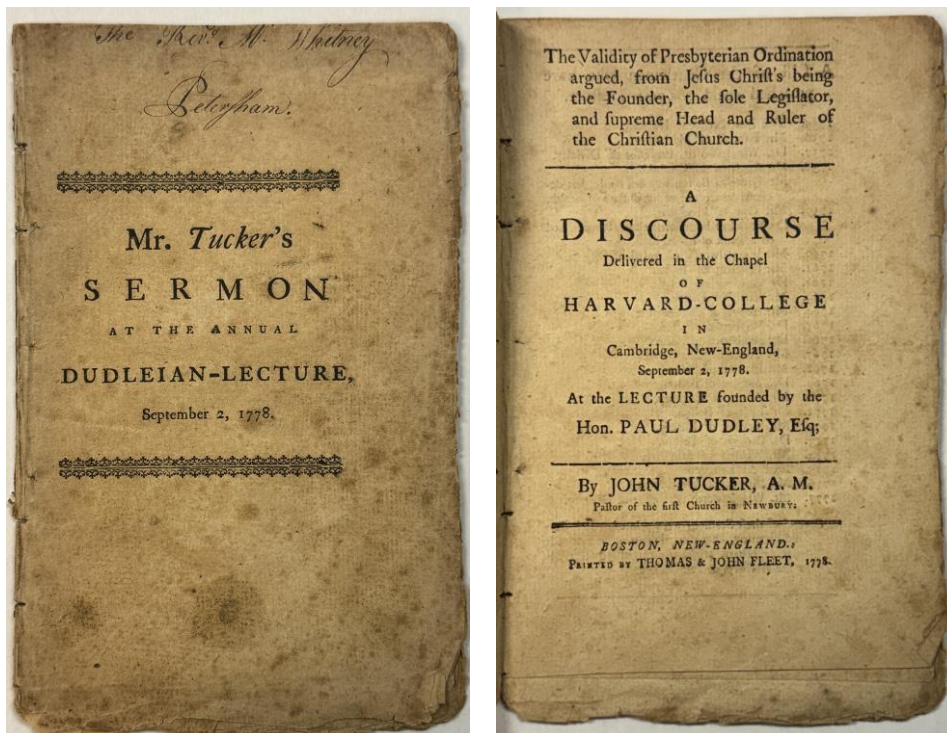 The Revd. Mr. Whitney
Petersham.
Mr. Tucker's
SERMON
AT THE ANNUAL
DUDLEIAN-LECTURE,
September 2, 1778.
The Validity of Presbyterian Ordination
argued, from Jeſus Chriſt's being
the Founder, the ſole Legiſlator,
and ſupreme Head and Ruler of
the Chriſtian Church.
A
DISCOURSE
Delivered in the Chapel
OF
HARVARD-COLLEGE
IN
Cambridge, New-England,
September 2, 1778.
At the LECTURE founded by the
Hon. PAUL DUDLEY, Eſq;
By JOHN TUCKER, A. M.
Paſtor of the firſt Church in NEWBURY.
BOSTON, NEW-ENGLAND:
PRINTED BY THOMAS & JOHN FLEET, 1778.